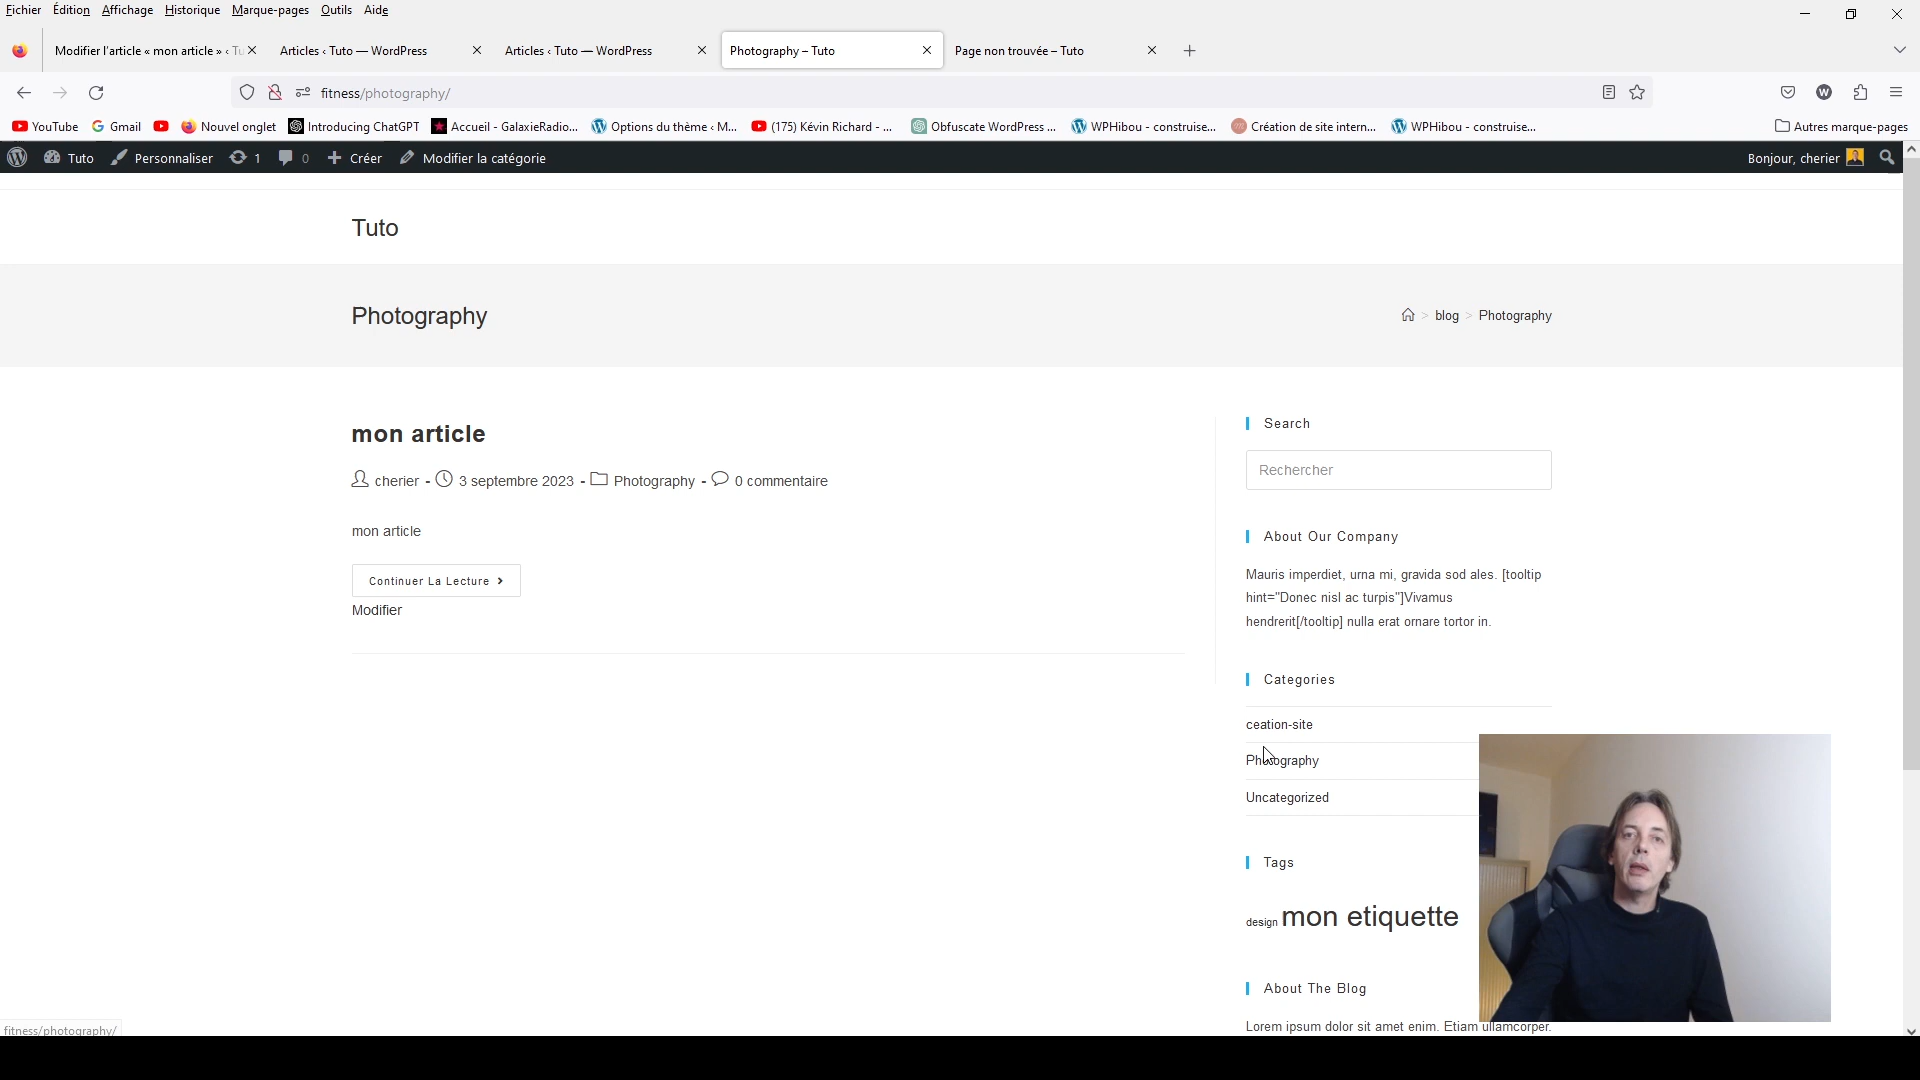 Fichier Édition Affichage Historique Marque-pages Outils Aide
Modifier l'article « mon article » ‹ Tu
Articles ‹ Tuto — WordPress
Articles ‹ Tuto — WordPress
Photography – Tuto
Page non trouvée – Tuto
fitness/photography/
YouTube Gmail Nouvel onglet Introducing ChatGPT Accueil - GalaxieRadio... Options du thème ‹ M... (175) Kévin Richard - ... Obfuscate WordPress ... WPHibou - construise... Création de site intern... WPHibou - construise... Autres marque-pages
Tuto Personnaliser 1 0 Créer Modifier la catégorie Bonjour, cherier
Tuto
Photography
blog > Photography
mon article
cherier - 3 septembre 2023 - Photography - 0 commentaire
mon article
Continuer La Lecture
Modifier
Search
Rechercher
About Our Company
Mauris imperdiet, urna mi, gravida sod ales. [tooltip
hint="Donec nisl ac turpis"]Vivamus
hendrerit[/tooltip] nulla erat ornare tortor in.
Categories
ceation-site
Photography
Uncategorized
Tags
design mon etiquette
About The Blog
Lorem ipsum dolor sit amet enim. Etiam ullamcorper.
fitness/photography/